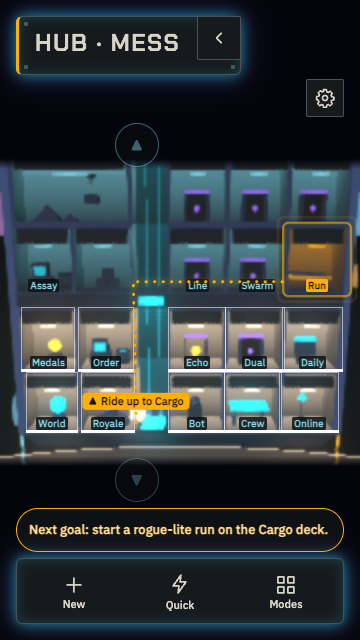 HUB · MESS
Assay
Line
Swarm
Run
Medals
Order
Echo
Dual
Daily
▲ Ride up to Cargo
World
Royale
Bot
Crew
Online
Next goal: start a rogue-lite run on the Cargo deck.
New
Quick
Modes